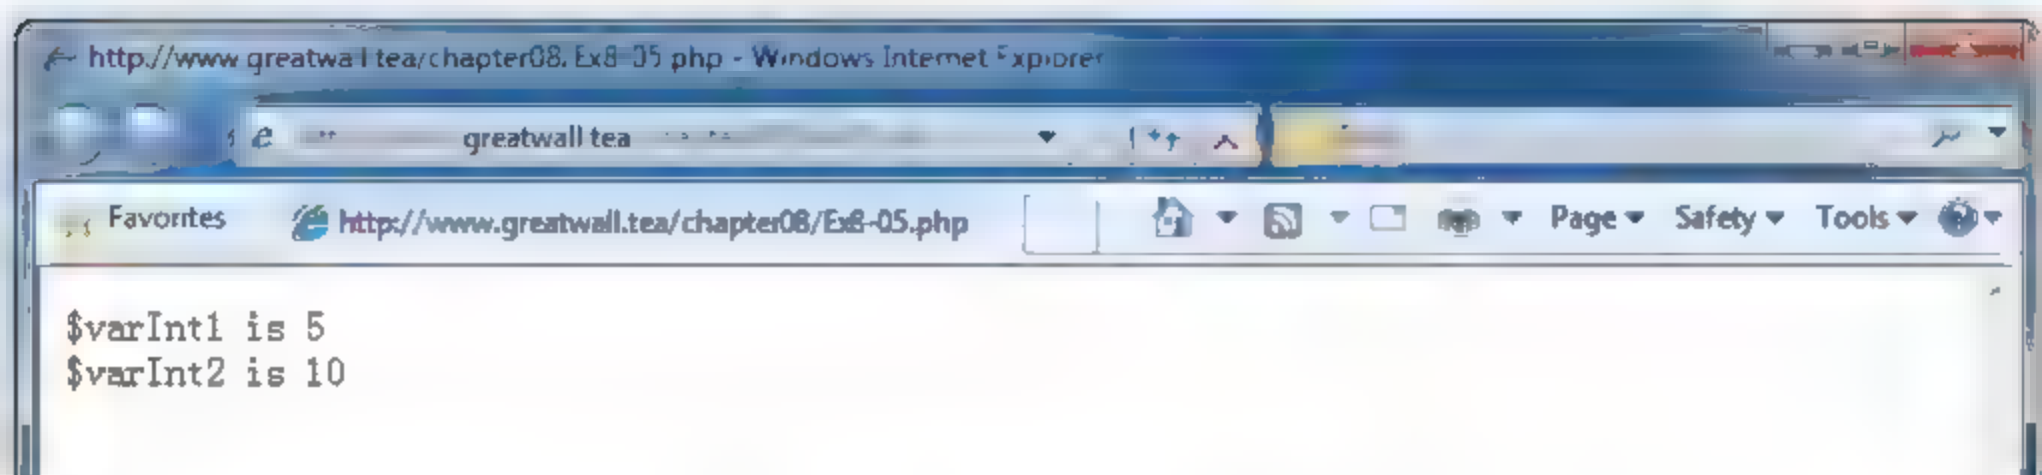 http://www greatwall tea/chapter08. Ex8-05 php - Windows Internet Explorer
greatwall tea
Favorites http://www.greatwall.tea/chapter08/Ex8-05.php Page Safety Tools
$varInt1 is 5
$varInt2 is 10